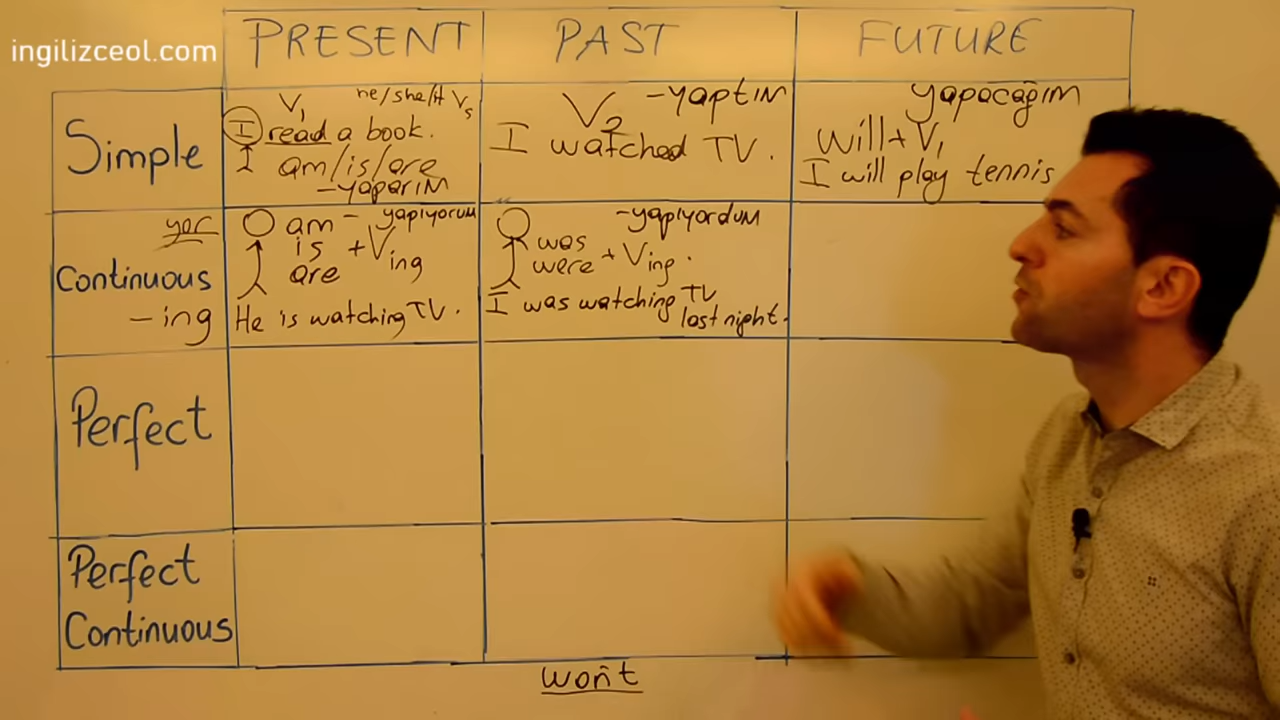 ingilizceol.com
PRESENT PAST FUTURE
Simple
V1 he/she/it Vs
I read a book.
am/is/are
-yaparım
V2 -yaptım
I watched TV.
yapacağım
will+V1
I will play tennis
yor
Continuous
-ing
am - yapıyorum
is +Ving
are
He is watching TV.
-yapıyordum
was
were +Ving.
I was watching TV
last night.
Perfect
Perfect
Continuous
won't